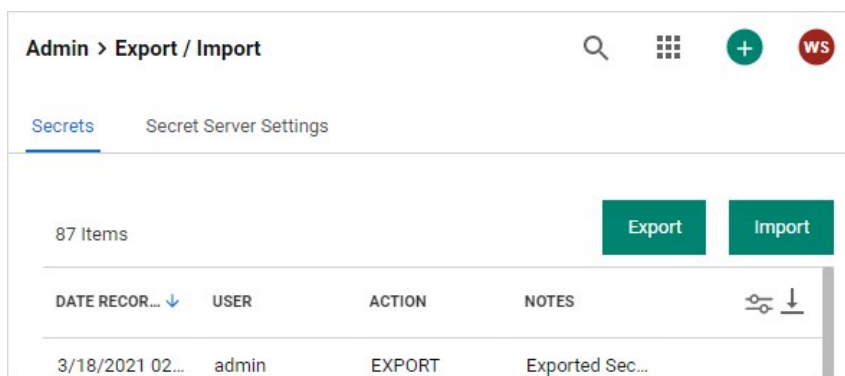 Admin > Export / Import
WS
Secrets Secret Server Settings
87 Items Export Import
DATE RECOR... USER ACTION NOTES
3/18/2021 02... admin EXPORT Exported Sec...